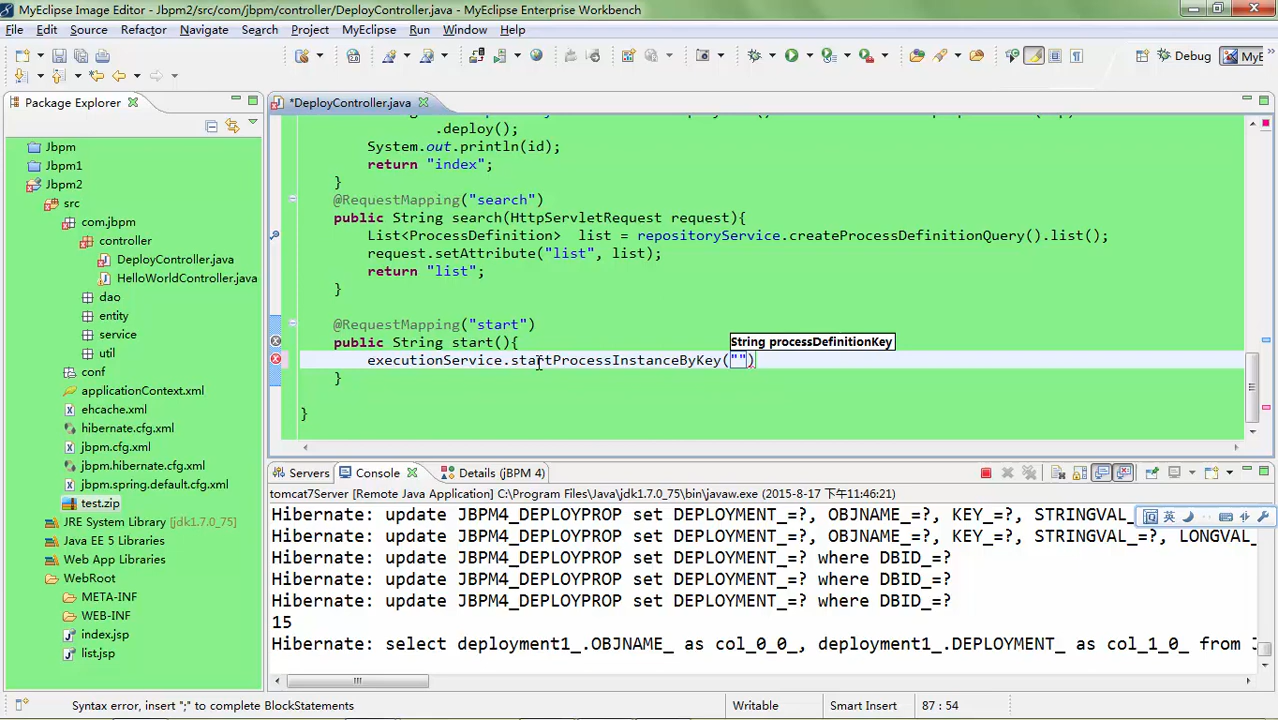 MyEclipse Image Editor - Jbpm2/src/com/jbpm/controller/DeployController.java - MyEclipse Enterprise Workbench
File Edit Source Refactor Navigate Search Project MyEclipse Run Window Help
Debug MyE
Package Explorer
*DeployController.java
Jbpm
Jbpm1
Jbpm2
src
com.jbpm
controller
DeployController.java
HelloWorldController.java
dao
entity
service
util
conf
applicationContext.xml
ehcache.xml
hibernate.cfg.xml
jbpm.cfg.xml
jbpm.hibernate.cfg.xml
jbpm.spring.default.cfg.xml
test.zip
JRE System Library [jdk1.7.0_75]
Java EE 5 Libraries
Web App Libraries
WebRoot
META-INF
WEB-INF
index.jsp
list.jsp
.deploy();
System.out.println(id);
return "index";
}
@RequestMapping("search")
public String search(HttpServletRequest request){
List<ProcessDefinition> list = repositoryService.createProcessDefinitionQuery().list();
request.setAttribute("list", list);
return "list";
}
@RequestMapping("start")
public String start(){
String processDefinitionKey
executionService.startProcessInstanceByKey("")
}
}
Servers Console Details (jBPM 4)
tomcat7Server [Remote Java Application] C:\Program Files\Java\jdk1.7.0_75\bin\javaw.exe (2015-8-17 下午11:46:21)
Hibernate: update JBPM4_DEPLOYPROP set DEPLOYMENT_=?, OBJNAME_=?, KEY_=?, STRINGVAL_
英
Hibernate: update JBPM4_DEPLOYPROP set DEPLOYMENT_=?, OBJNAME_=?, KEY_=?, STRINGVAL_=?, LONGVAL_
Hibernate: update JBPM4_DEPLOYPROP set DEPLOYMENT_=? where DBID_=?
Hibernate: update JBPM4_DEPLOYPROP set DEPLOYMENT_=? where DBID_=?
Hibernate: update JBPM4_DEPLOYPROP set DEPLOYMENT_=? where DBID_=?
15
Hibernate: select deployment1_.OBJNAME_ as col_0_0_, deployment1_.DEPLOYMENT_ as col_1_0_ from J
Syntax error, insert ";" to complete BlockStatements Writable Smart Insert 87 : 54